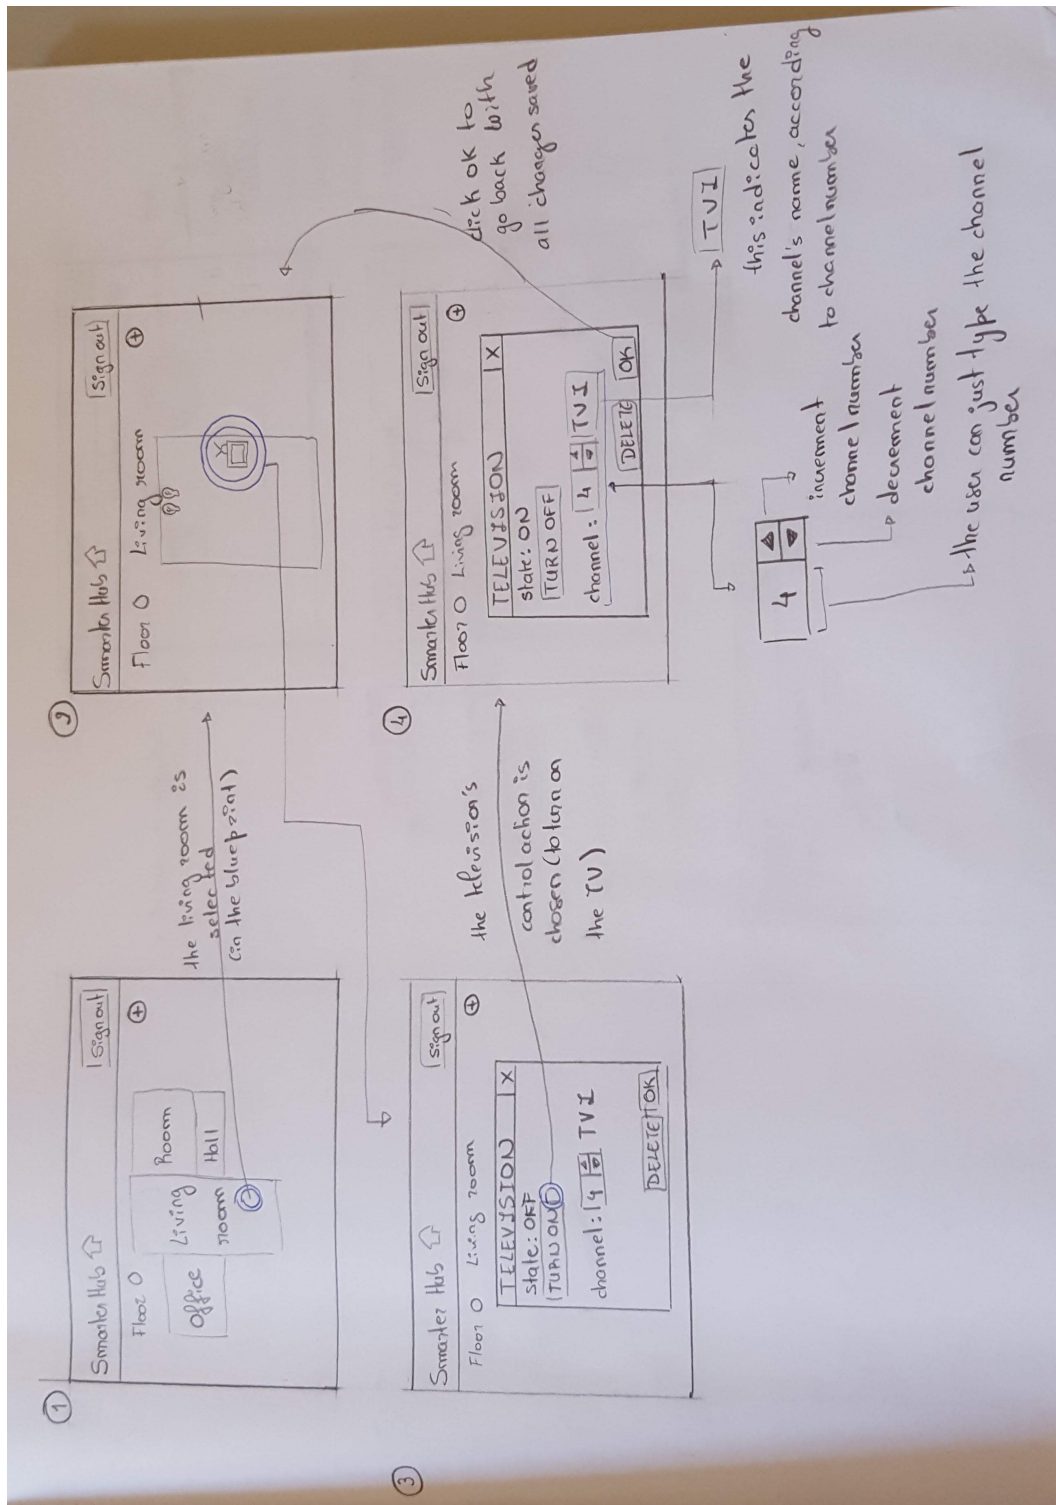 1
Smarter Hub
Sign out
Floor 0
Office
Living
room
Room
Hall
the living room is
selected
(in the blueprint)
2
Smarter Hub
Sign out
Floor 0 Living room
3
Smarter Hub
Sign out
Floor 0 Living room
TELEVISION X
state: OFF
TURN ON
channel: 4 TVI
DELETE OK
the television's
control action is
chosen (to turn on
the TV)
4
Smarter Hub
Sign out
Floor 0 Living room
TELEVISION X
state: ON
TURN OFF
channel: 4 TVI
DELETE OK
click OK to
go back with
all changes saved
TVI
this indicates the
channel's name, according
to channel number
4
increment
channel number
decrement
channel number
the user can just type the channel
number